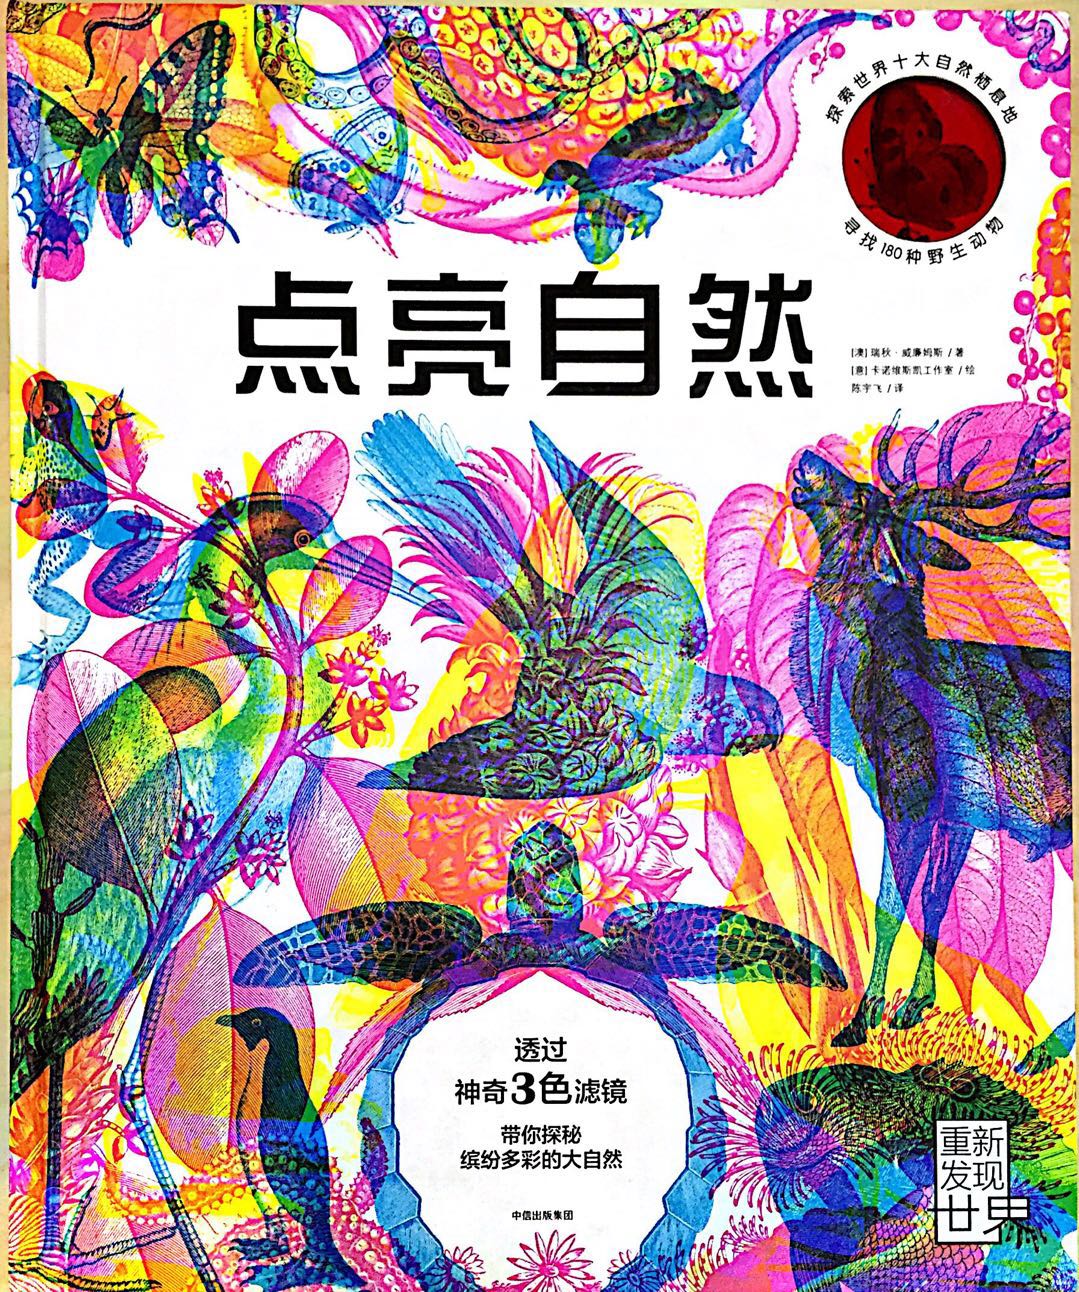 探索世界十大自然栖息地
寻找180种野生动物
点亮自然
[澳] 瑞秋·威廉姆斯 / 著
[意] 卡诺维斯凯工作室 / 绘
陈宇飞 / 译
透过
神奇3色滤镜
带你探秘
缤纷多彩的大自然
中信出版集团
重新
发现
世界